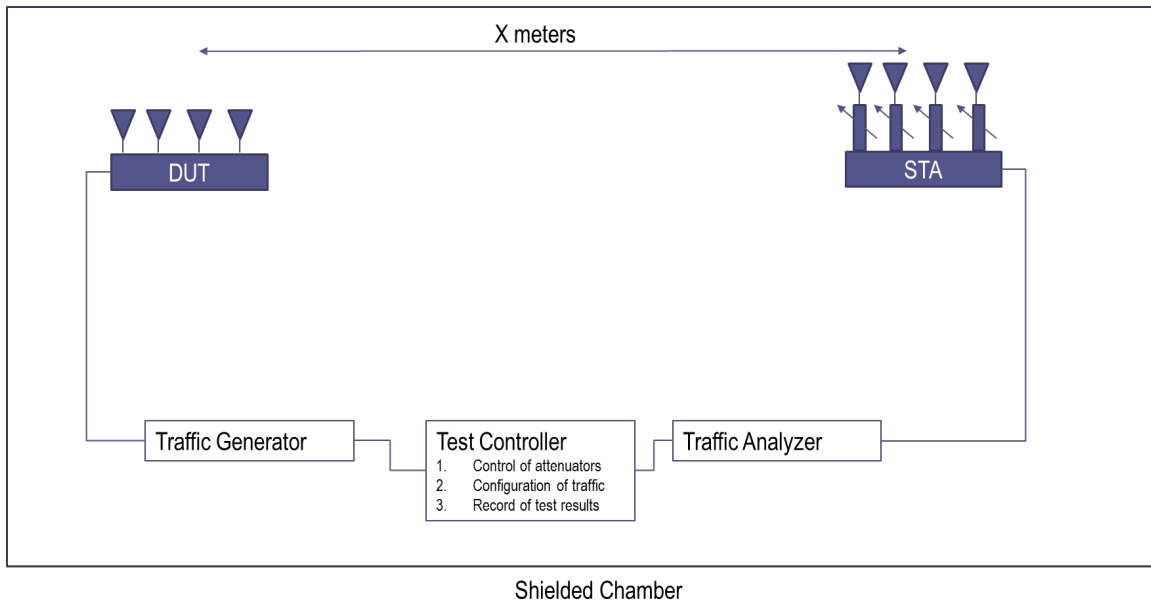 X meters
DUT
STA
Traffic Generator
Test Controller
1. Control of attenuators
2. Configuration of traffic
3. Record of test results
Traffic Analyzer
Shielded Chamber